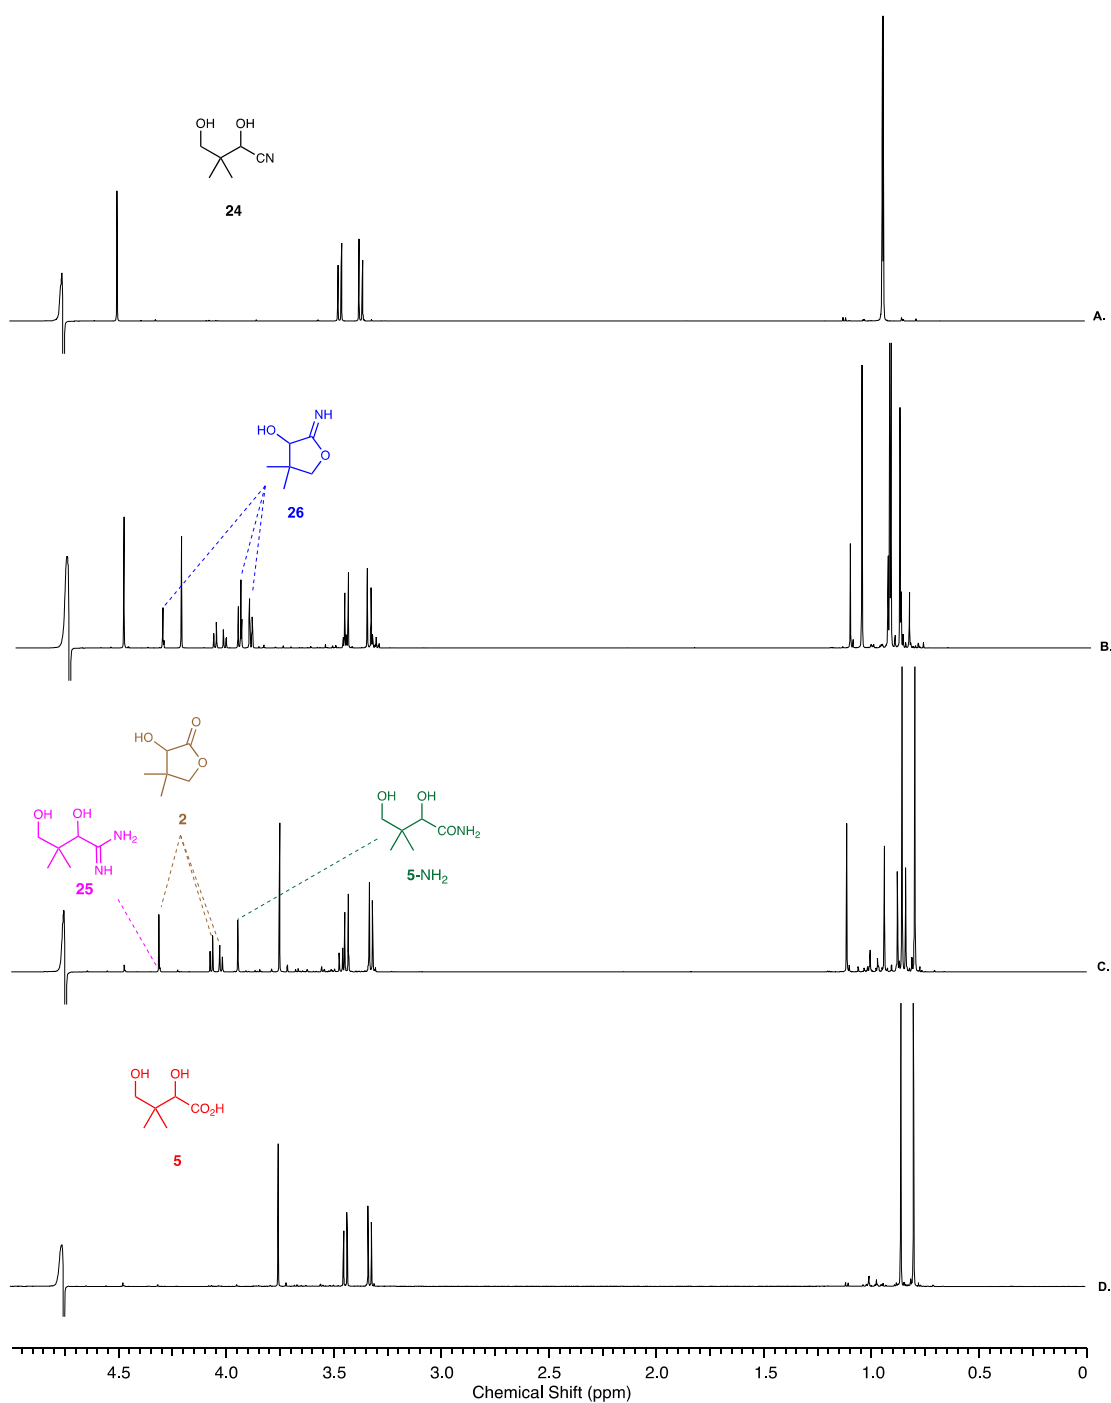 OH OH
CN
24
A.
NH
HO
O
26
B.
O
HO
O
OH OH
NH2
NH
25
2
OH OH
CONH2
5-NH2
C.
OH OH
CO2H
5
D.
4.5 4.0 3.5 3.0 2.5 2.0 1.5 1.0 0.5 0
Chemical Shift (ppm)